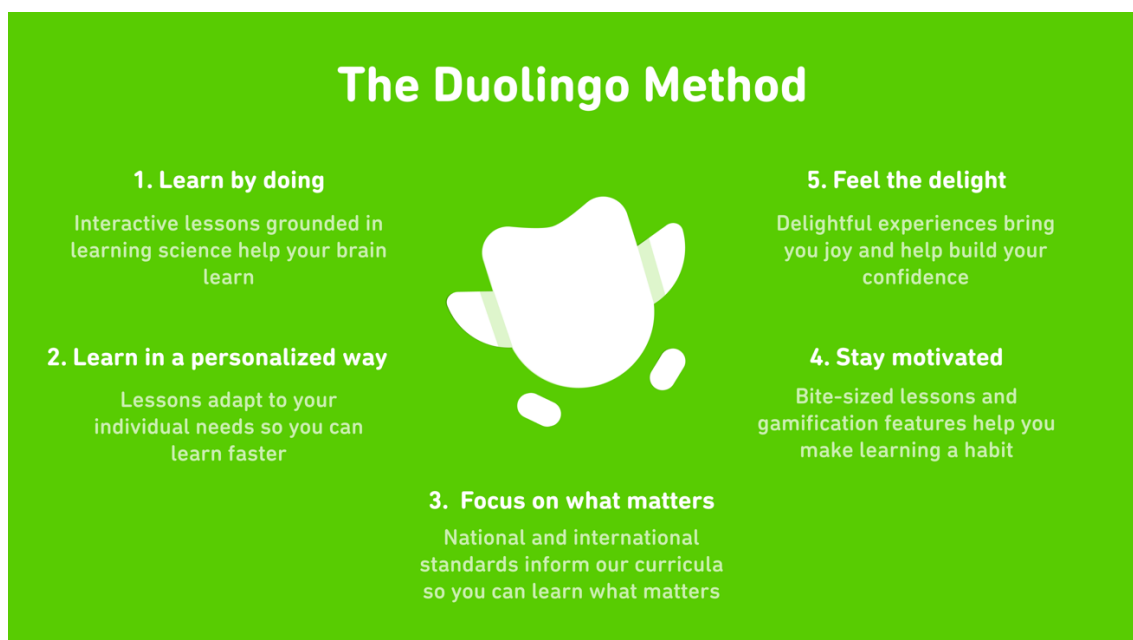 The Duolingo Method
1. Learn by doing
Interactive lessons grounded in
learning science help your brain
learn
2. Learn in a personalized way
Lessons adapt to your
individual needs so you can
learn faster
3. Focus on what matters
National and international
standards inform our curricula
so you can learn what matters
4. Stay motivated
Bite-sized lessons and
gamification features help you
make learning a habit
5. Feel the delight
Delightful experiences bring
you joy and help build your
confidence